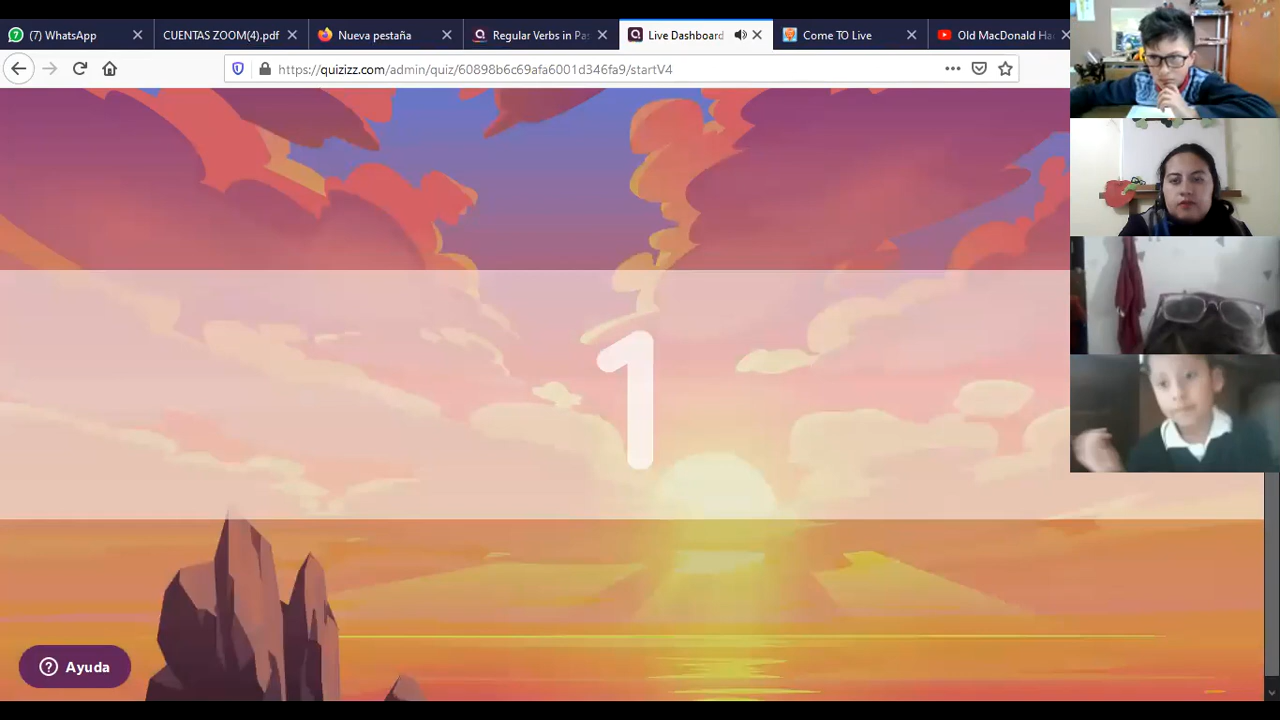 (7) WhatsApp
CUENTAS ZOOM(4).pdf
Nueva pestaña
Regular Verbs in Pas
Live Dashboard
Come TO Live
Old MacDonald Ha
https://quizizz.com/admin/quiz/60898b6c69afa6001d346fa9/startV4
1
Ayuda